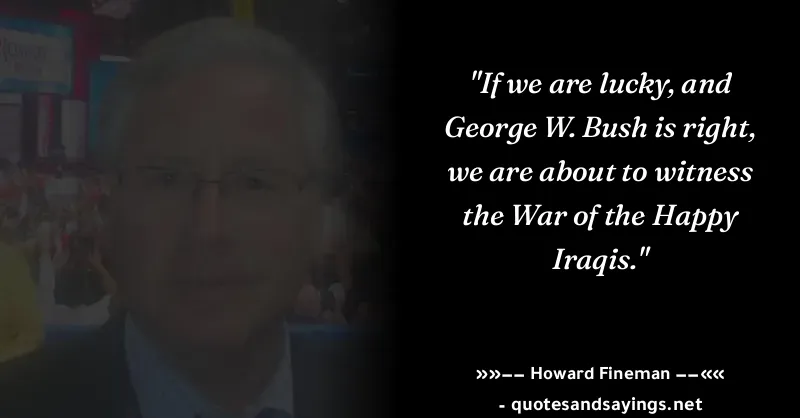 "If we are lucky, and
George W. Bush is right,
we are about to witness
the War of the Happy
Iraqis."
»»–– Howard Fineman ––««
- quotesandsayings.net